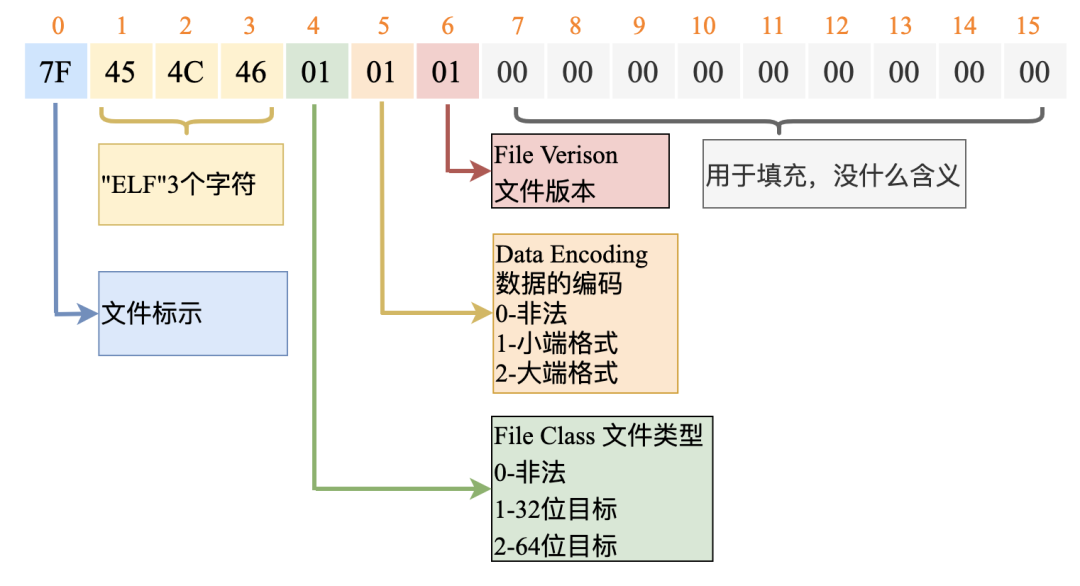 0 1 2 3 4 5 6 7 8 9 10 11 12 13 14 15
7F 45 4C 46 01 01 01 00 00 00 00 00 00 00 00 00
File Verison
文件版本
用于填充，没什么含义
"ELF"3个字符
Data Encoding
数据的编码
0-非法
1-小端格式
2-大端格式
文件标示
File Class 文件类型
0-非法
1-32位目标
2-64位目标